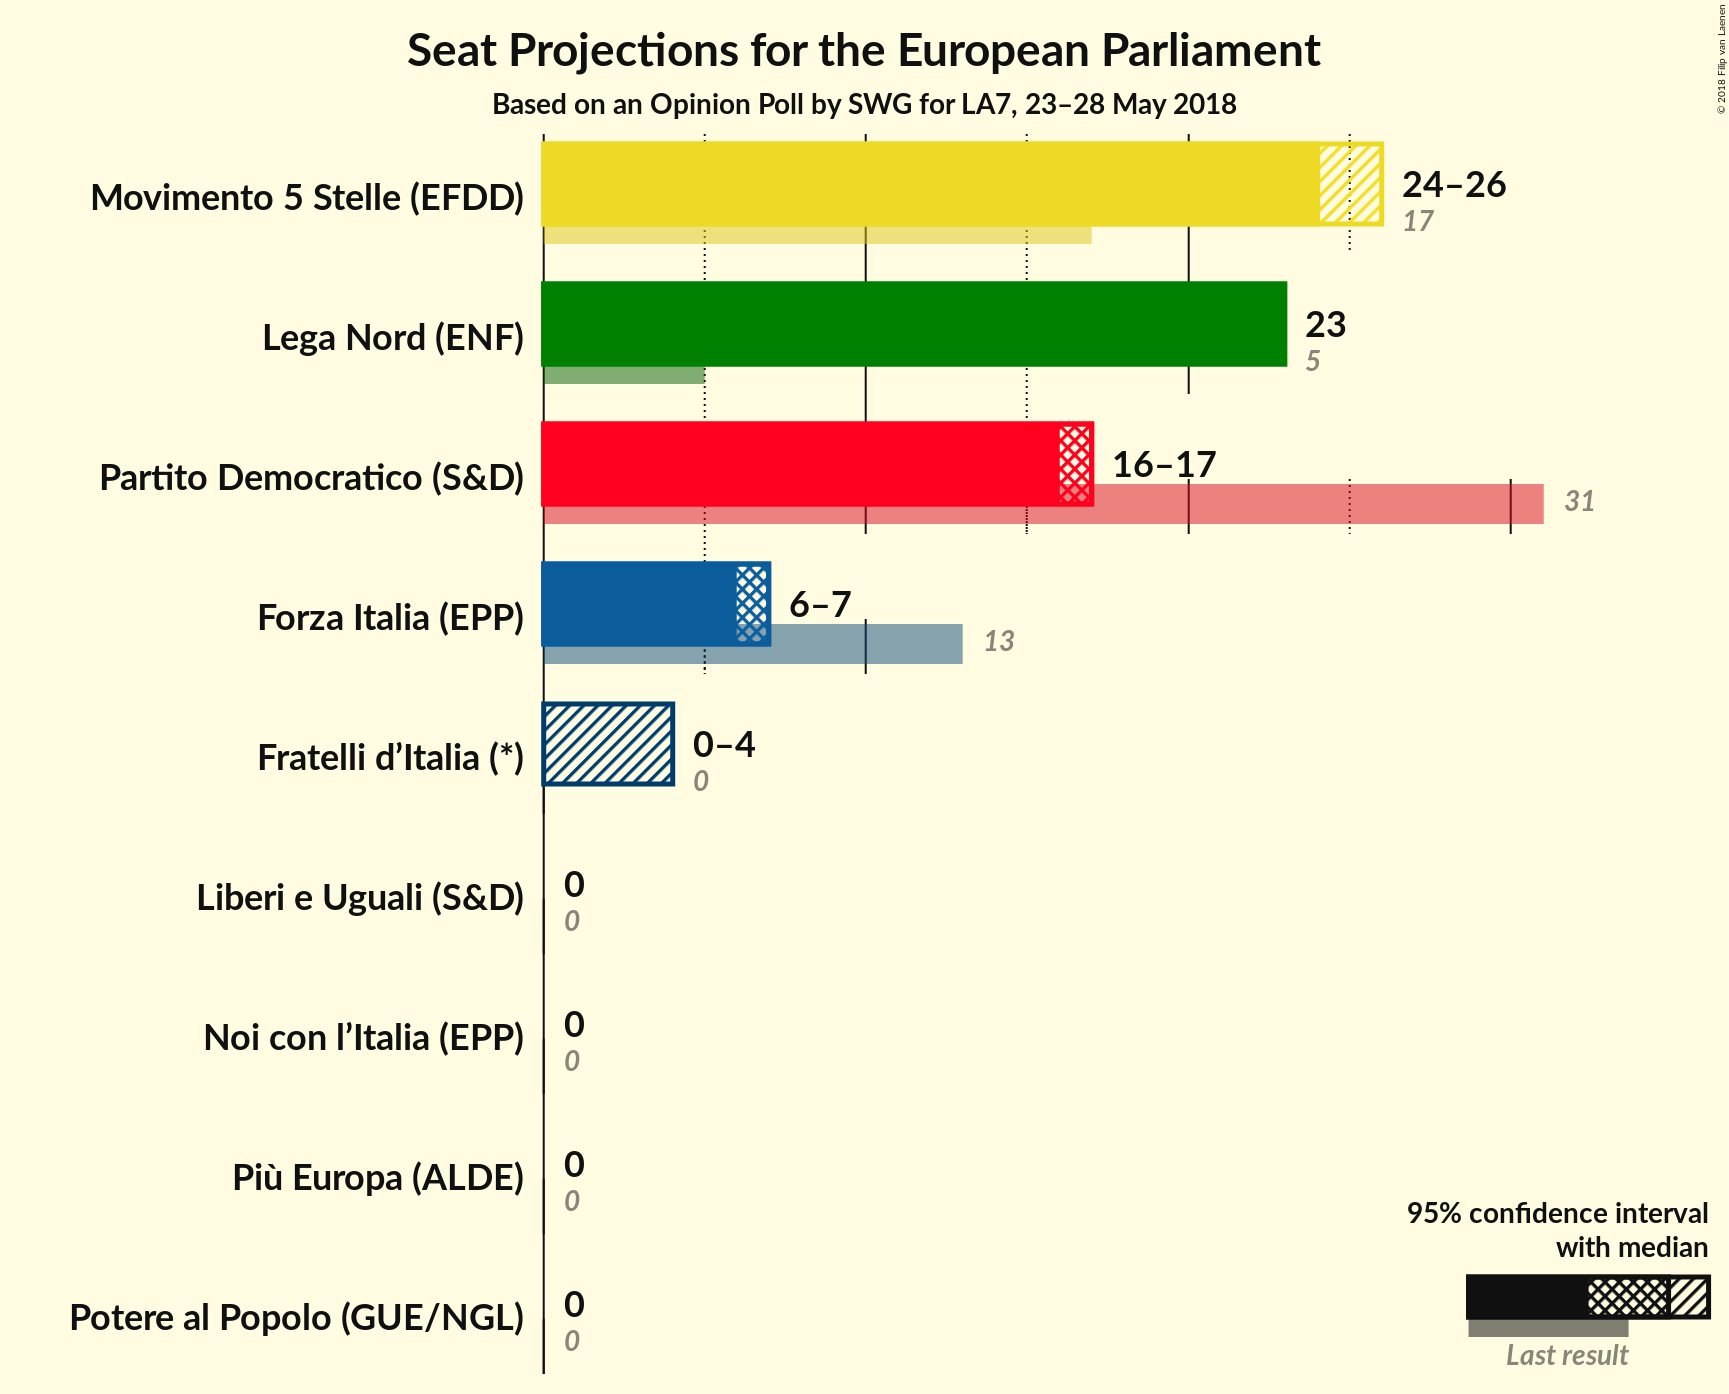 Seat Projections for the European Parliament
Based on an Opinion Poll by SWG for LA7, 23–28 May 2018
© 2018 Filip van Laenen
Movimento 5 Stelle (EFDD)
24–26
17
Lega Nord (ENF)
23
5
Partito Democratico (S&D)
16–17
31
Forza Italia (EPP)
6–7
13
Fratelli d’Italia (*)
0–4
0
Liberi e Uguali (S&D)
0
0
Noi con l’Italia (EPP)
0
0
Più Europa (ALDE)
0
0
Potere al Popolo (GUE/NGL)
0
0
95% confidence interval
with median
Last result